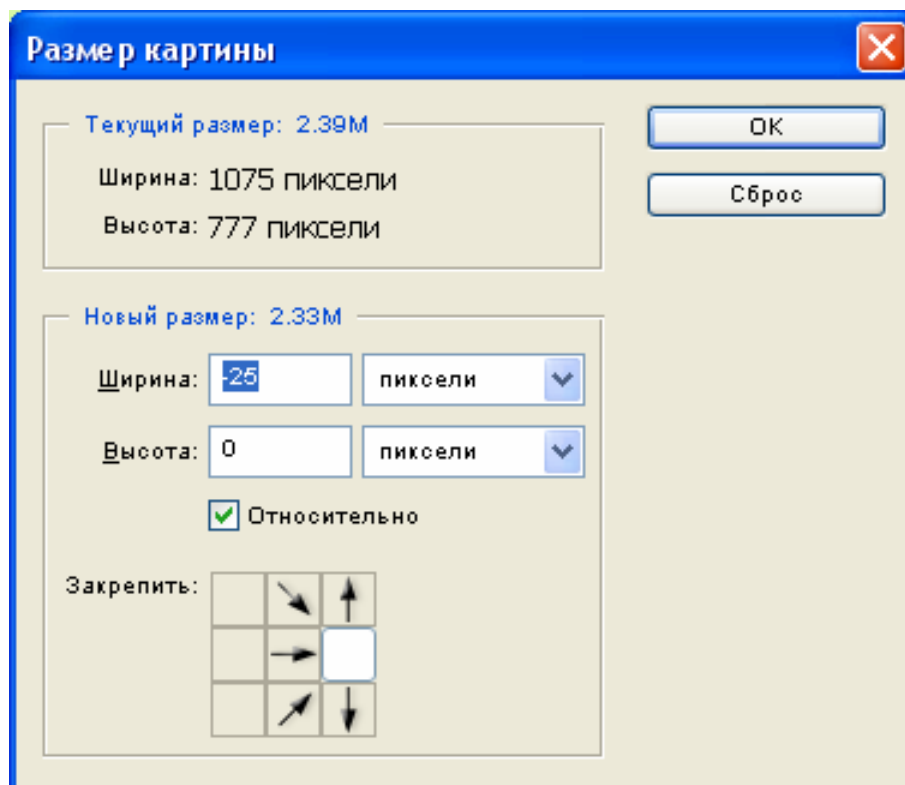 Размер картины
Текущий размер: 2.39M
OK
Ширина: 1075 пиксели
Сброс
Высота: 777 пиксели
Новый размер: 2.33M
Ширина: -25 пиксели
Высота: 0 пиксели
Относительно
Закрепить: